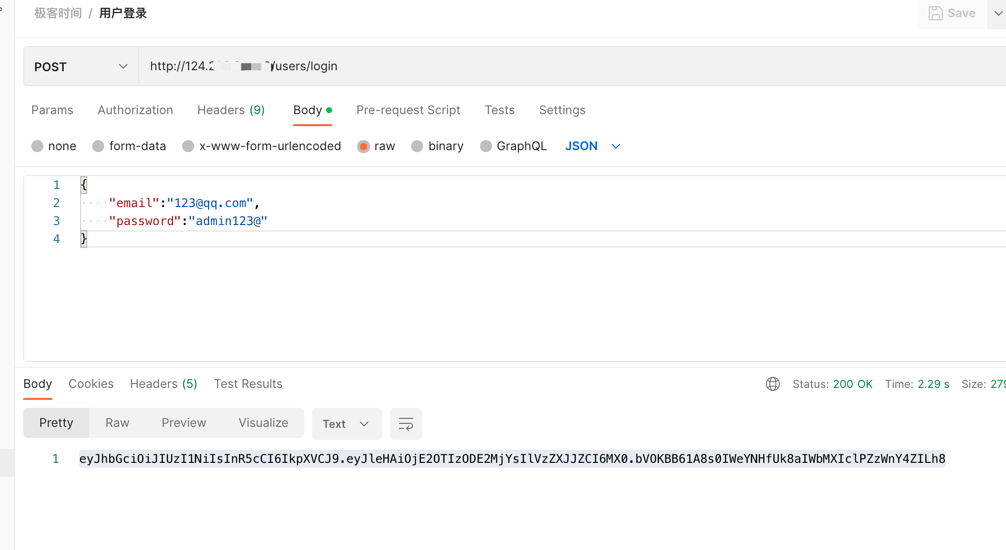 极客时间 / 用户登录
Save
POST
http://124.2 /users/login
Params Authorization Headers (9) Body Pre-request Script Tests Settings
none form-data x-www-form-urlencoded raw binary GraphQL JSON
1 {
2 "email":"123@qq.com",
3 "password":"admin123@"
4 }
Body Cookies Headers (5) Test Results
Status: 200 OK Time: 2.29 s Size: 279
Pretty Raw Preview Visualize Text
1 eyJhbGciOiJIUzI1NiIsInR5cCI6IkpXVCJ9.eyJleHAiOjE2OTIzODE2MjYsIlVzZXJJZCI6MX0.bVOKBB61A8s0IWeYNHfUk8aIWbMXIclPZzWnY4ZILh8